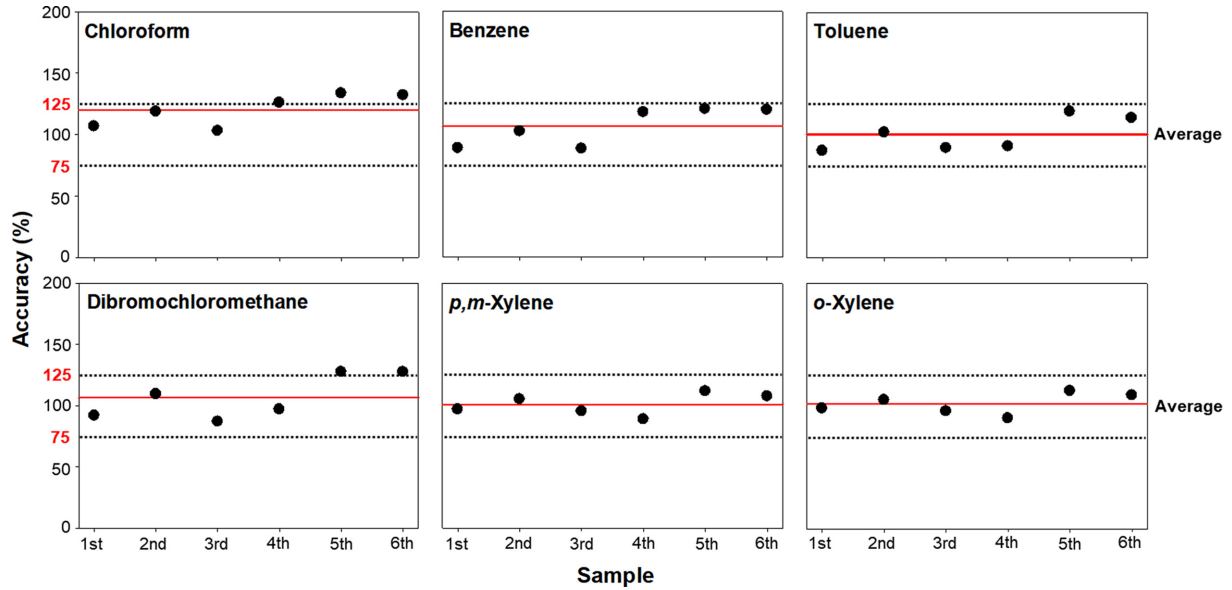 Accuracy (%)
200
Chloroform
150
125
100
75
50
0
Benzene
Toluene
Average
200
Dibromochloromethane
150
125
100
75
50
0
p,m-Xylene
o-Xylene
Average
1st 2nd 3rd 4th 5th 6th
1st 2nd 3rd 4th 5th 6th
1st 2nd 3rd 4th 5th 6th
Sample